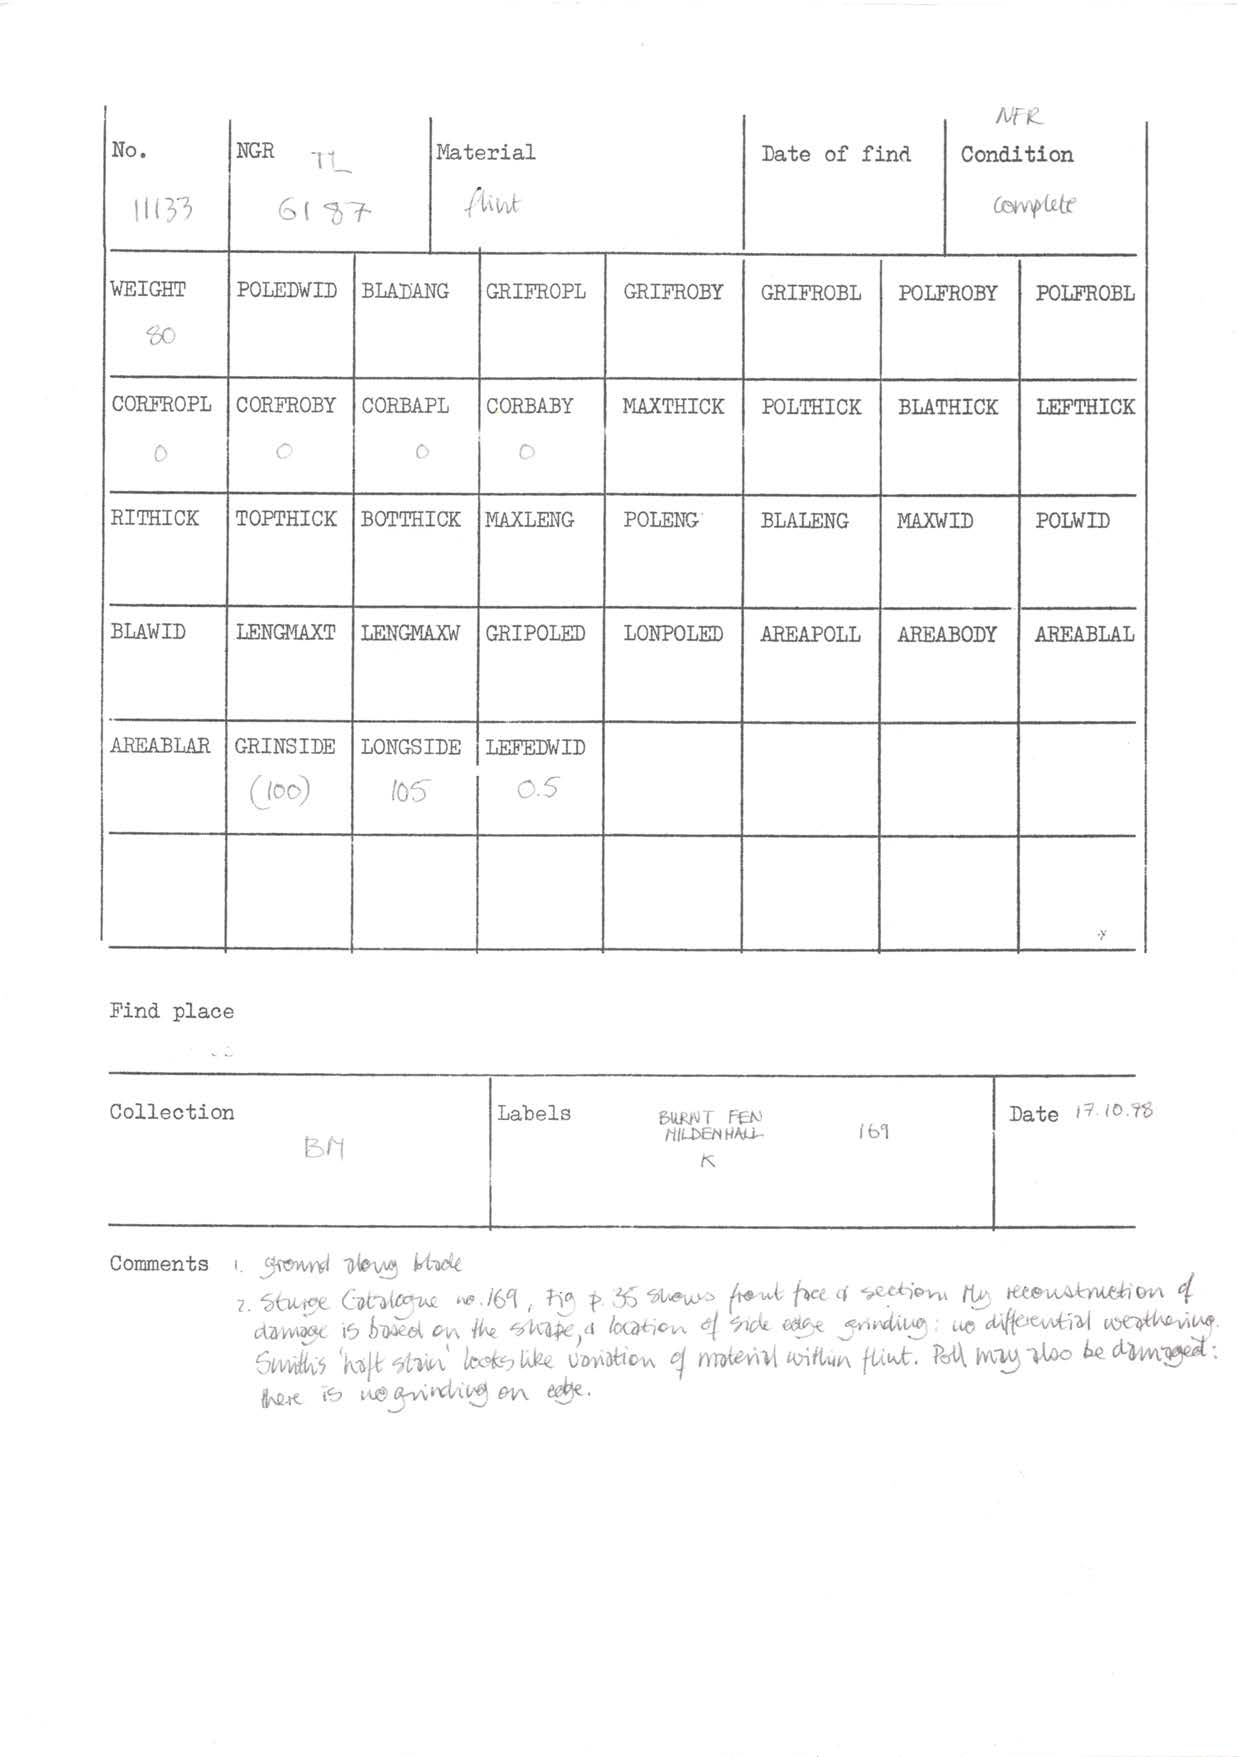 NFR
No. NGR TL Material Date of find Condition
11133 6187 flint complete
WEIGHT POLEDWID BLADANG GRIFROPL GRIFROBY GRIFROBL POLFROBY POLFROBL
80
CORFROPL CORFROBY CORBAPL CORBABY MAXTHICK POLTHICK BLATHICK LEFTHICK
0 0 0 0
RITHICK TOPTHICK BOTTHICK MAXLENG POLENG BLALENG MAXWID POLWID
BLAWID LENGMAXT LENGMAXW GRIPOLED LONPOLED AREAPOLL AREABODY AREABLAL
AREABLAR GRINSIDE LONGSIDE LEFEDWID
(100) 105 0.5
Find place
Collection Labels BURNT FEN Date 17.10.98
BM MILDENHALL 169
K
Comments 1. ground along blade
2. Sturge Catalogue no. 169, Fig p. 35 shows front face & section. My reconstruction of
damage is based on the shape, & location of side edge grinding: no differential weathering.
Smith's 'haft stain' looks like variation of material within flint. Poll may also be damaged:
there is no grinding on edge.